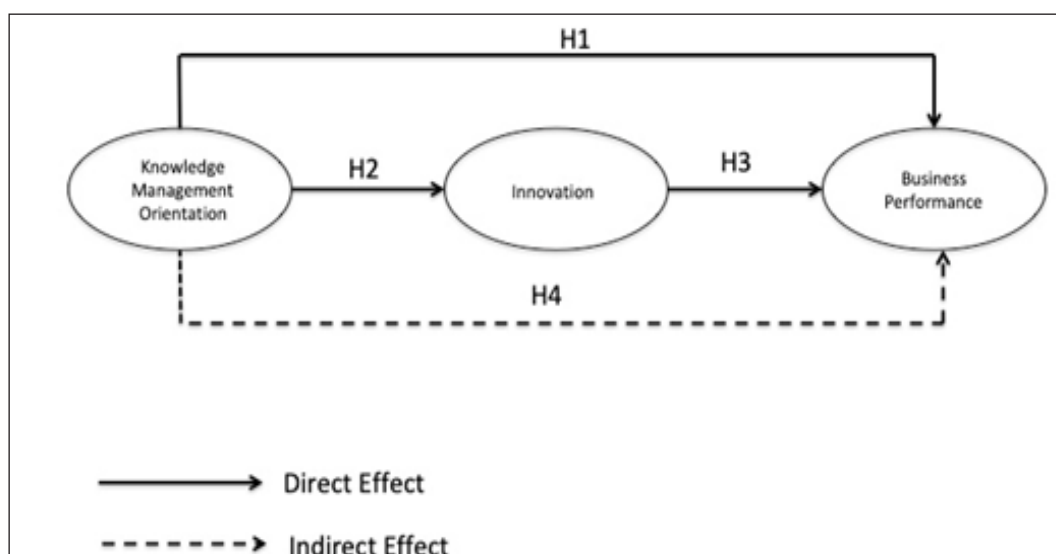 H1
Knowledge
Management
Orientation
H2
Innovation
H3
Business
Performance
H4
Direct Effect
Indirect Effect